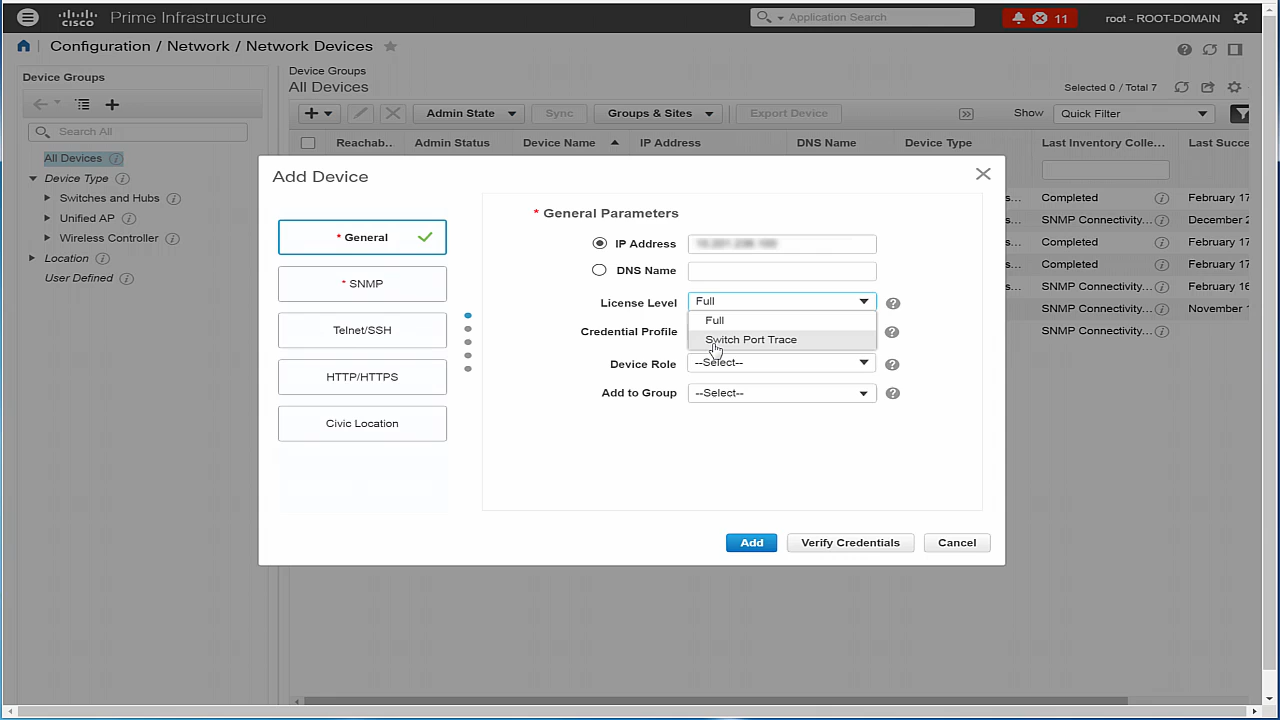 cisco Prime Infrastructure
Application Search
11
root - ROOT-DOMAIN
Configuration / Network / Network Devices
Device Groups
Search All
All Devices
Device Type
Switches and Hubs
Unified AP
Wireless Controller
Location
User Defined
Device Groups
All Devices
Selected 0 / Total 7
Admin State
Sync
Groups & Sites
Export Device
Show
Quick Filter
Reachab... Admin Status Device Name IP Address DNS Name Device Type Last Inventory Colle... Last Succe
s... Completed February 17
s... SNMP Connectivity... December 2
s... Completed February 17
s... Completed February 17
s... SNMP Connectivity... February 16
SNMP Connectivity... November 1
SNMP Connectivity...
Add Device
* General
* SNMP
Telnet/SSH
HTTP/HTTPS
Civic Location
* General Parameters
IP Address
DNS Name
License Level Full
Full
Credential Profile
Switch Port Trace
Device Role --Select--
Add to Group --Select--
Add
Verify Credentials
Cancel